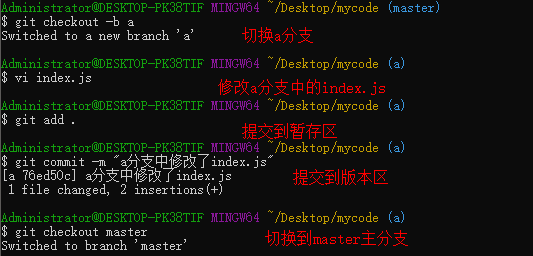 Administrator@DESKTOP-PK38TIF MINGW64 ~/Desktop/mycode (master)
$ git checkout -b a
Switched to a new branch 'a' 切换a分支
Administrator@DESKTOP-PK38TIF MINGW64 ~/Desktop/mycode (a)
$ vi index.js 修改a分支中的index.js
Administrator@DESKTOP-PK38TIF MINGW64 ~/Desktop/mycode (a)
$ git add . 提交到暂存区
Administrator@DESKTOP-PK38TIF MINGW64 ~/Desktop/mycode (a)
$ git commit -m "a分支中修改了index.js"
[a 76ed50c] a分支中修改了index.js 提交到版本区
1 file changed, 2 insertions(+)
Administrator@DESKTOP-PK38TIF MINGW64 ~/Desktop/mycode (a)
$ git checkout master
Switched to branch 'master' 切换到master主分支